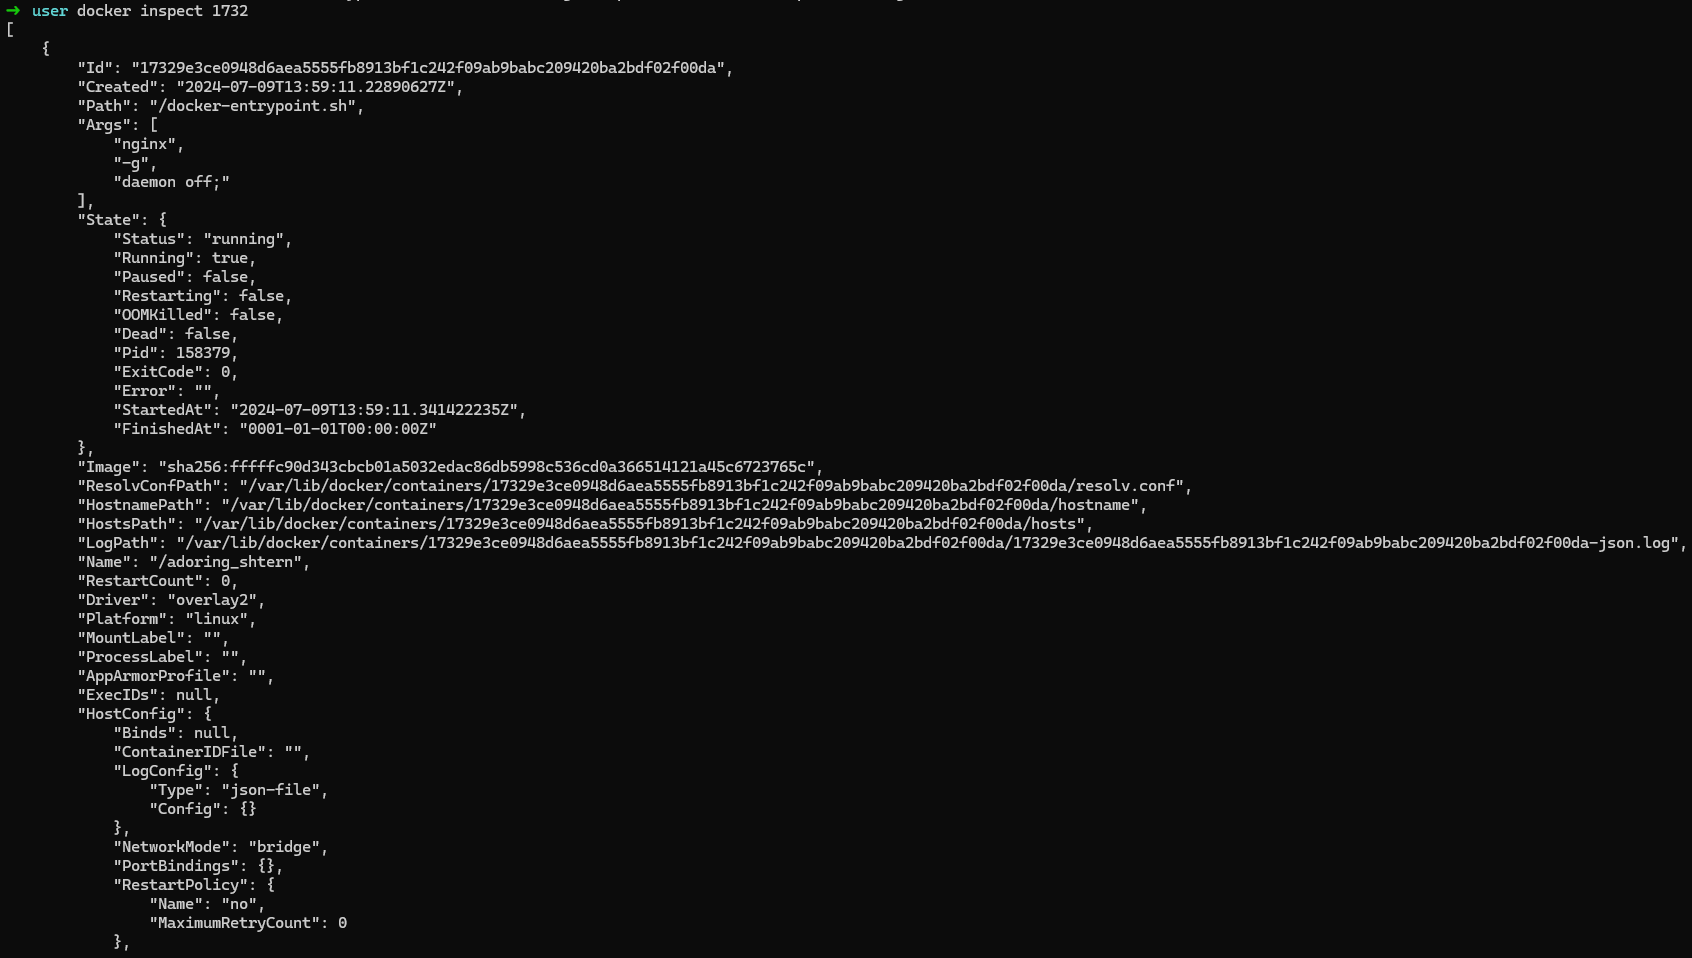 → user docker inspect 1732
[
    {
        "Id": "17329e3ce0948d6aea5555fb8913bf1c242f09ab9babc209420ba2bdf02f00da",
        "Created": "2024-07-09T13:59:11.22890627Z",
        "Path": "/docker-entrypoint.sh",
        "Args": [
            "nginx",
            "-g",
            "daemon off;"
        ],
        "State": {
            "Status": "running",
            "Running": true,
            "Paused": false,
            "Restarting": false,
            "OOMKilled": false,
            "Dead": false,
            "Pid": 158379,
            "ExitCode": 0,
            "Error": "",
            "StartedAt": "2024-07-09T13:59:11.341422235Z",
            "FinishedAt": "0001-01-01T00:00:00Z"
        },
        "Image": "sha256:fffffc90d343cbcb01a5032edac86db5998c536cd0a366514121a45c6723765c",
        "ResolvConfPath": "/var/lib/docker/containers/17329e3ce0948d6aea5555fb8913bf1c242f09ab9babc209420ba2bdf02f00da/resolv.conf",
        "HostnamePath": "/var/lib/docker/containers/17329e3ce0948d6aea5555fb8913bf1c242f09ab9babc209420ba2bdf02f00da/hostname",
        "HostsPath": "/var/lib/docker/containers/17329e3ce0948d6aea5555fb8913bf1c242f09ab9babc209420ba2bdf02f00da/hosts",
        "LogPath": "/var/lib/docker/containers/17329e3ce0948d6aea5555fb8913bf1c242f09ab9babc209420ba2bdf02f00da/17329e3ce0948d6aea5555fb8913bf1c242f09ab9babc209420ba2bdf02f00da-json.log",
        "Name": "/adoring_shtern",
        "RestartCount": 0,
        "Driver": "overlay2",
        "Platform": "linux",
        "MountLabel": "",
        "ProcessLabel": "",
        "AppArmorProfile": "",
        "ExecIDs": null,
        "HostConfig": {
            "Binds": null,
            "ContainerIDFile": "",
            "LogConfig": {
                "Type": "json-file",
                "Config": {}
            },
            "NetworkMode": "bridge",
            "PortBindings": {},
            "RestartPolicy": {
                "Name": "no",
                "MaximumRetryCount": 0
            },